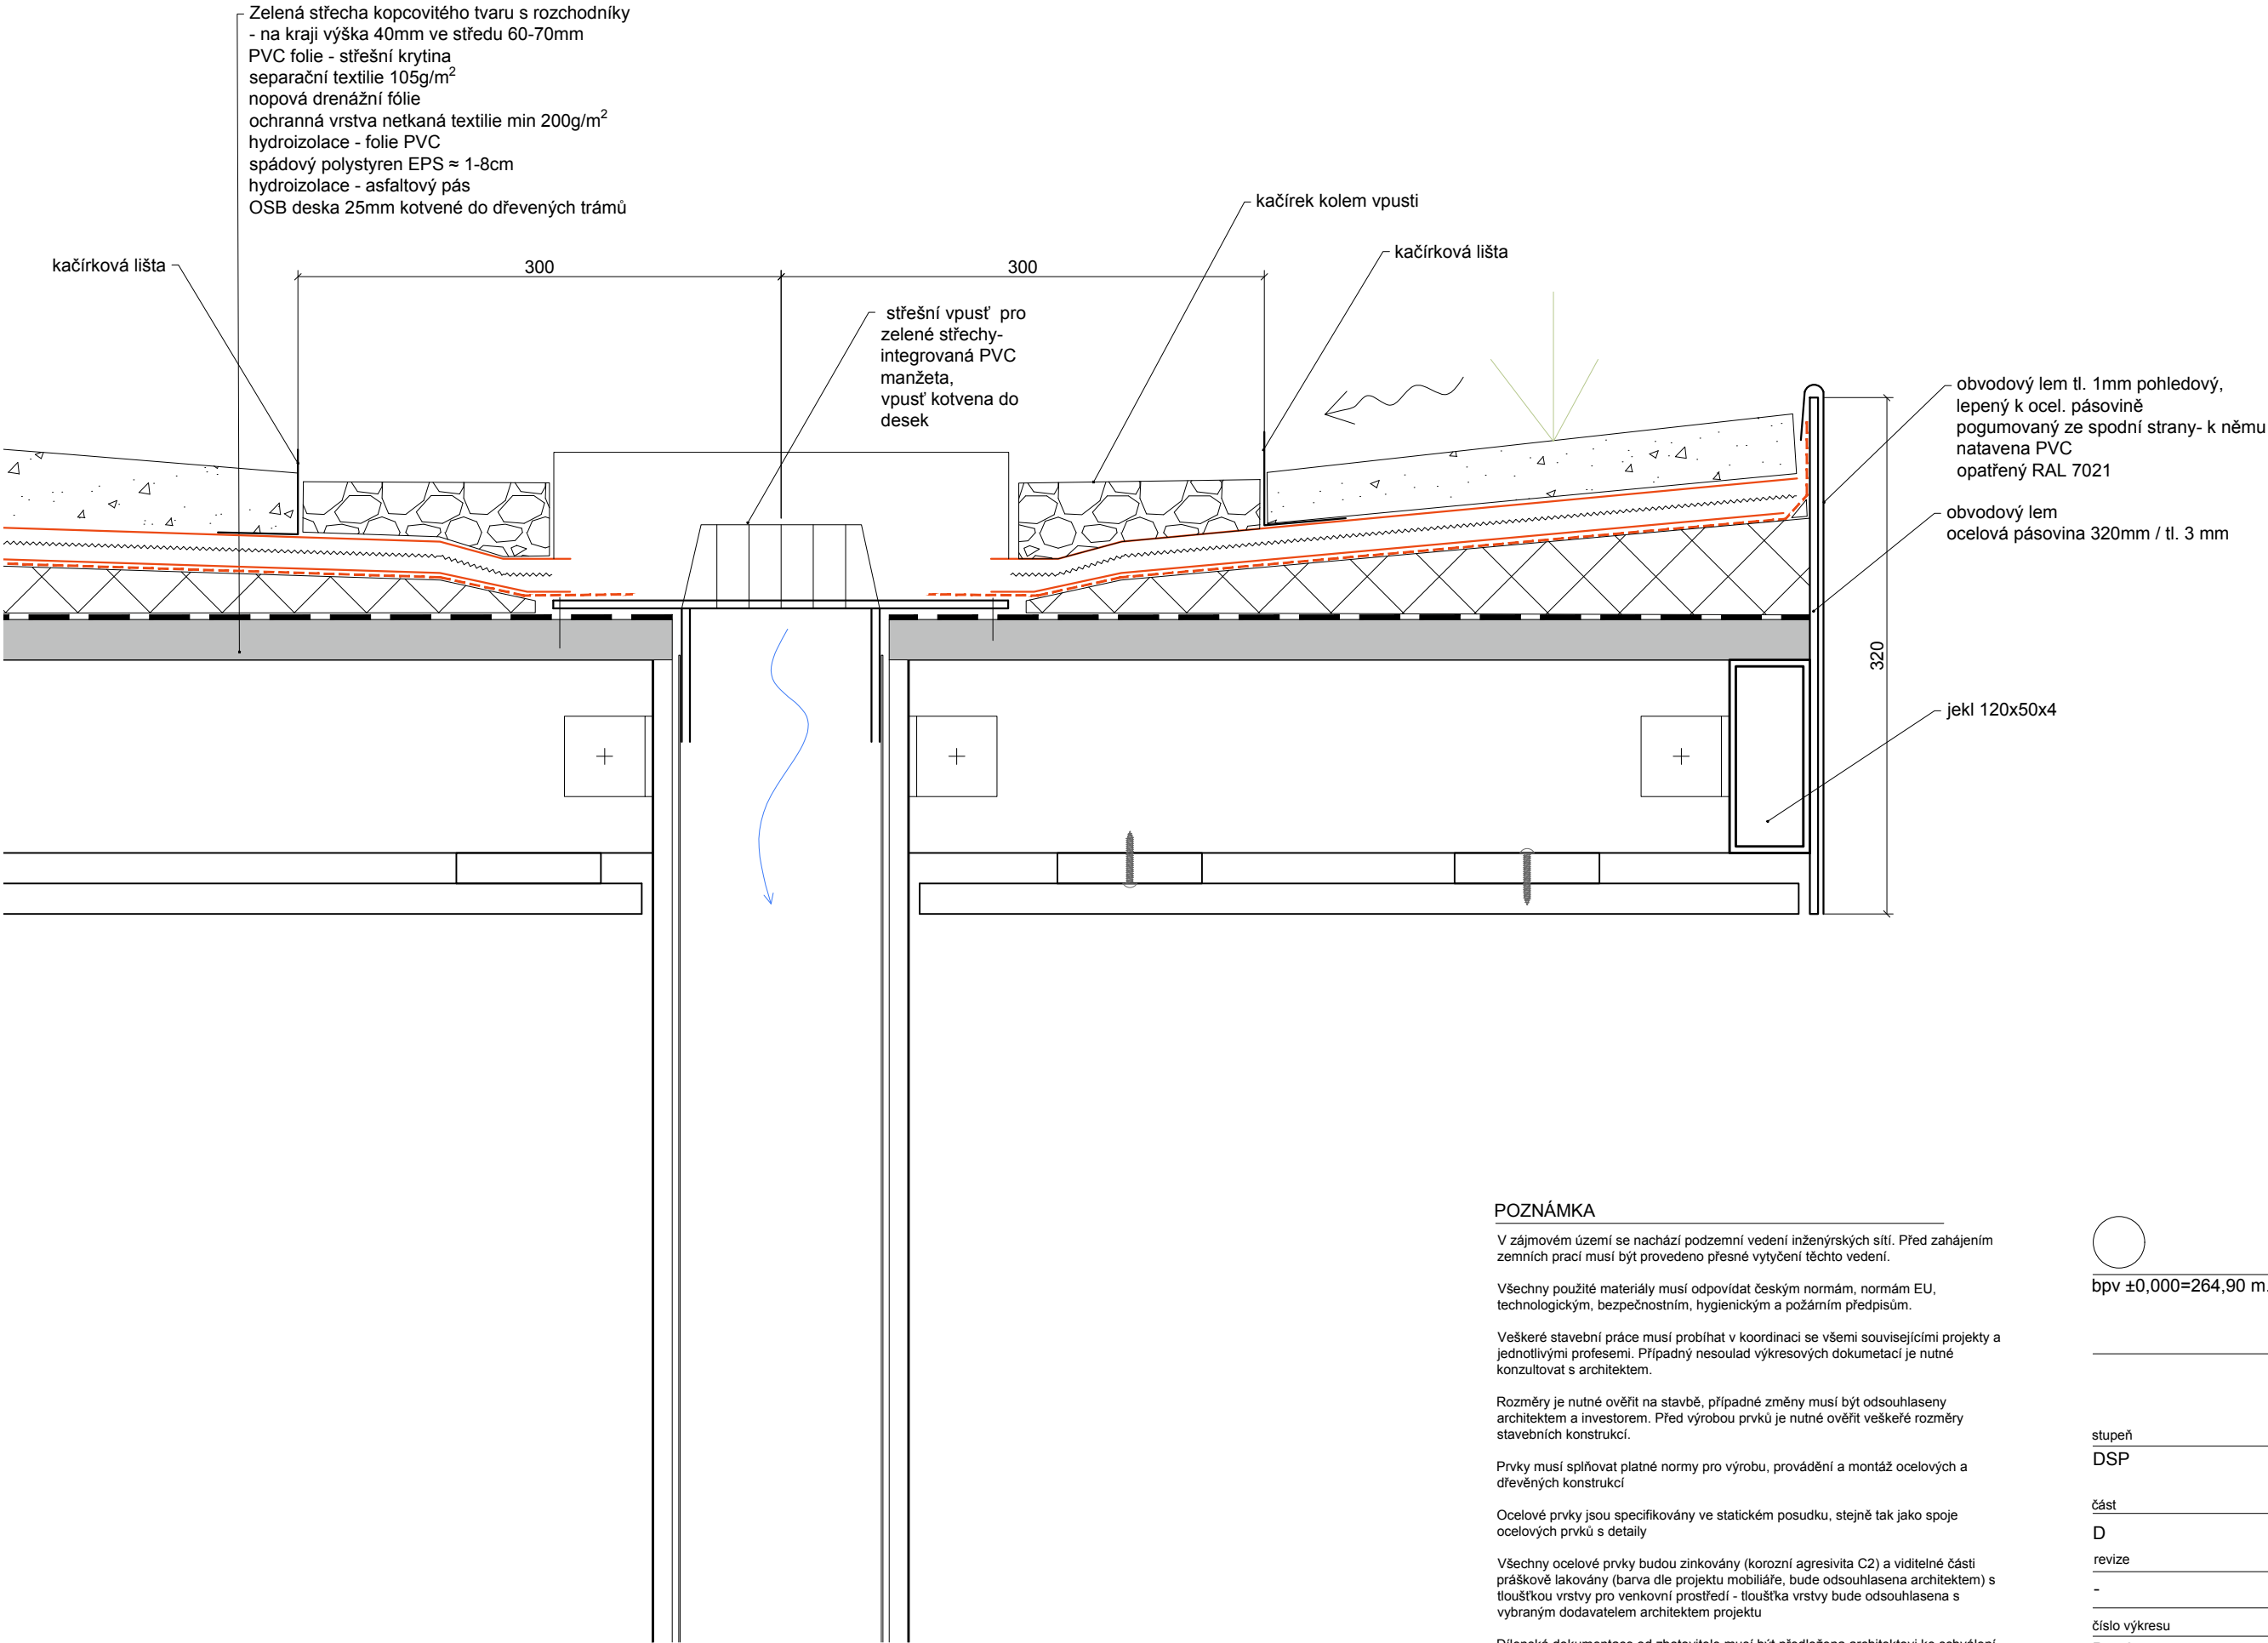 Zelená střecha kopcovitého tvaru s rozchodníky
- na kraji výška 40mm ve středu 60-70mm
PVC folie - střešní krytina
separační textilie 105g/m²
nopová drenážní fólie
ochranná vrstva netkaná textilie min 200g/m²
hydroizolace - folie PVC
spádový polystyren EPS ≈ 1-8cm
hydroizolace - asfaltový pás
OSB deska 25mm kotvené do dřevených trámů
kačírek kolem vpusti
kačírková lišta
kačírková lišta
300
300
střešní vpusť pro
zelené střechy-
integrovaná PVC
manžeta,
vpusť kotvena do
desek
obvodový lem tl. 1mm pohledový,
lepený k ocel. pásovině
pogumovaný ze spodní strany- k němu
natavena PVC
opatřený RAL 7021
obvodový lem
ocelová pásovina 320mm / tl. 3 mm
320
jekl 120x50x4
POZNÁMKA
V zájmovém území se nachází podzemní vedení inženýrských sítí. Před zahájením
zemních prací musí být provedeno přesné vytyčení těchto vedení.
Všechny použité materiály musí odpovídat českým normám, normám EU,
technologickým, bezpečnostním, hygienickým a požárním předpisům.
Veškeré stavební práce musí probíhat v koordinaci se všemi souvisejícími projekty a
jednotlivými profesemi. Případný nesoulad výkresových dokumetací je nutné
konzultovat s architektem.
Rozměry je nutné ověřit na stavbě, případné změny musí být odsouhlaseny
architektem a investorem. Před výrobou prvků je nutné ověřit veškeřé rozměry
stavebních konstrukcí.
Prvky musí splňovat platné normy pro výrobu, provádění a montáž ocelových a
dřevěných konstrukcí
Ocelové prvky jsou specifikovány ve statickém posudku, stejně tak jako spoje
ocelových prvků s detaily
Všechny ocelové prvky budou zinkovány (korozní agresivita C2) a viditelné části
práškově lakovány (barva dle projektu mobiliáře, bude odsouhlasena architektem) s
tloušťkou vrstvy pro venkovní prostředí - tloušťka vrstvy bude odsouhlasena s
vybraným dodavatelem architektem projektu
bpv ±0,000=264,90 m.
stupeň
DSP
část
D
revize
-
číslo výkresu